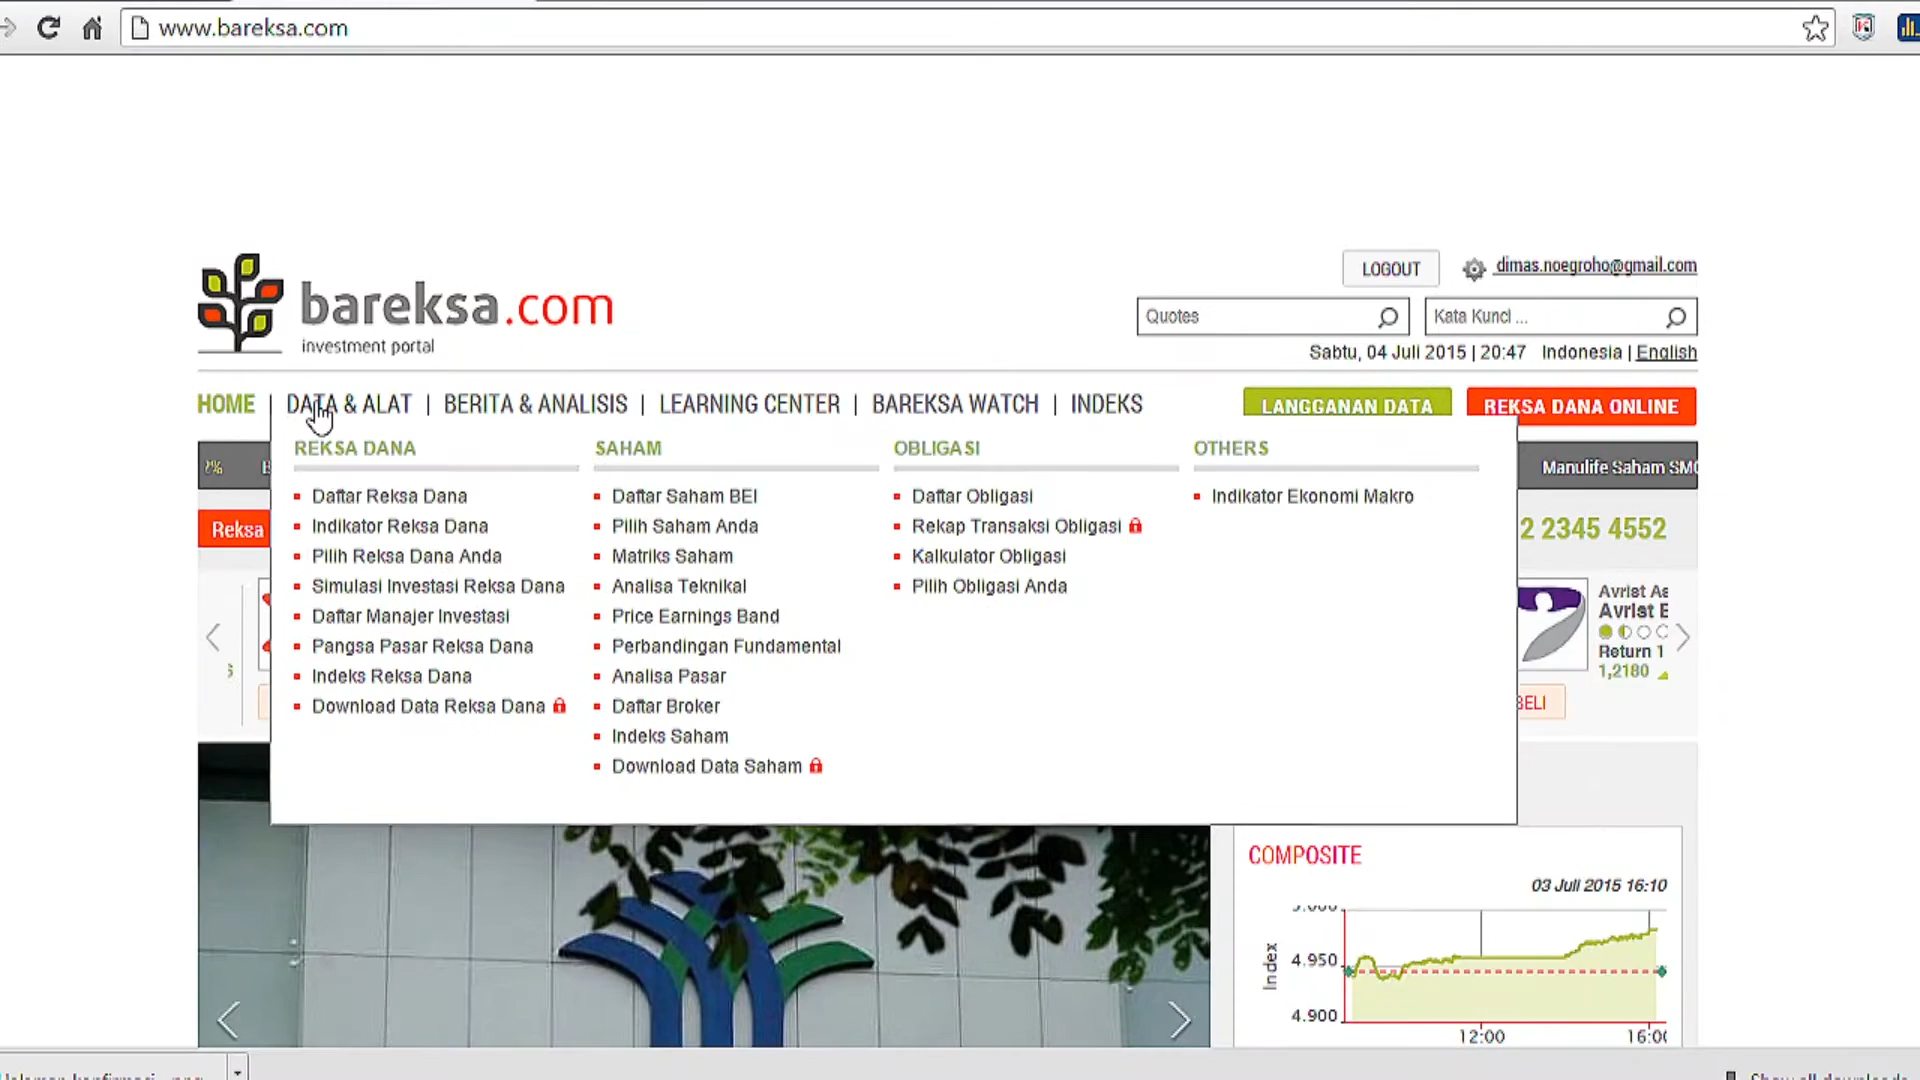 www.bareksa.com
LOGOUT dimas.noegroho@gmail.com
bareksa.com
investment portal
Quotes Kata Kunci ...
Sabtu, 04 Juli 2015 | 20:47 Indonesia | English
HOME | DATA & ALAT | BERITA & ANALISIS | LEARNING CENTER | BAREKSA WATCH | INDEKS LANGGANAN DATA REKSA DANA ONLINE
REKSA DANA
Daftar Reksa Dana
Indikator Reksa Dana
Pilih Reksa Dana Anda
Simulasi Investasi Reksa Dana
Daftar Manajer Investasi
Pangsa Pasar Reksa Dana
Indeks Reksa Dana
Download Data Reksa Dana
SAHAM
Daftar Saham BEI
Pilih Saham Anda
Matriks Saham
Analisa Teknikal
Price Earnings Band
Perbandingan Fundamental
Analisa Pasar
Daftar Broker
Indeks Saham
Download Data Saham
OBLIGASI
Daftar Obligasi
Rekap Transaksi Obligasi
Kalkulator Obligasi
Pilih Obligasi Anda
OTHERS
Indikator Ekonomi Makro
Manulife Saham
Reksa
2 2345 4552
Avrist
Avrist
Return 1
1,2180
BELI
COMPOSITE
03 Juli 2015 16:10
Index
4.950
4.900
12:00